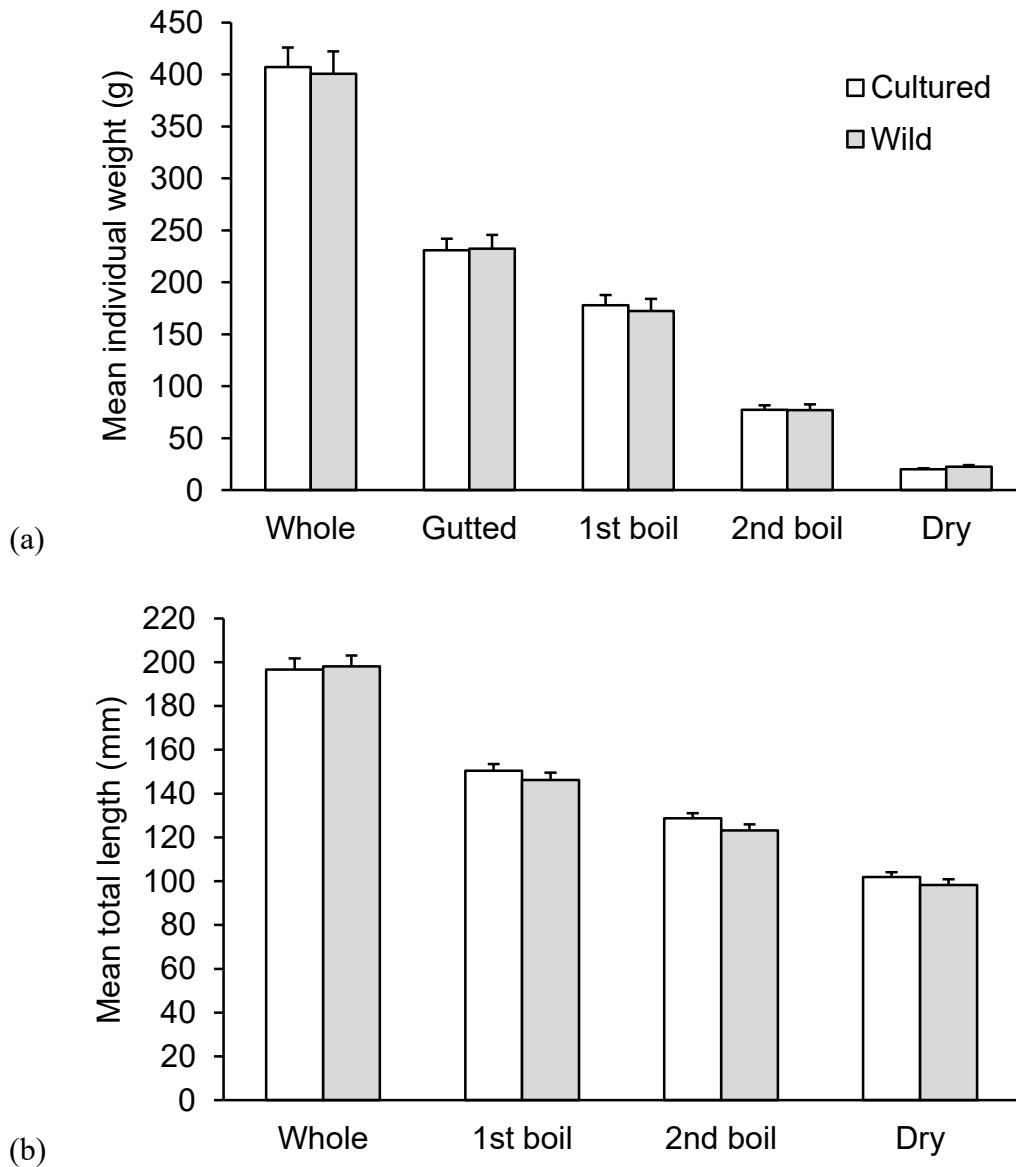 Mean individual weight (g)
450
400
350
300
250
200
150
100
50
0
Cultured
Wild
Whole Gutted 1st boil 2nd boil Dry
(a)
Mean total length (mm)
220
200
180
160
140
120
100
80
60
40
20
0
Whole 1st boil 2nd boil Dry
(b)